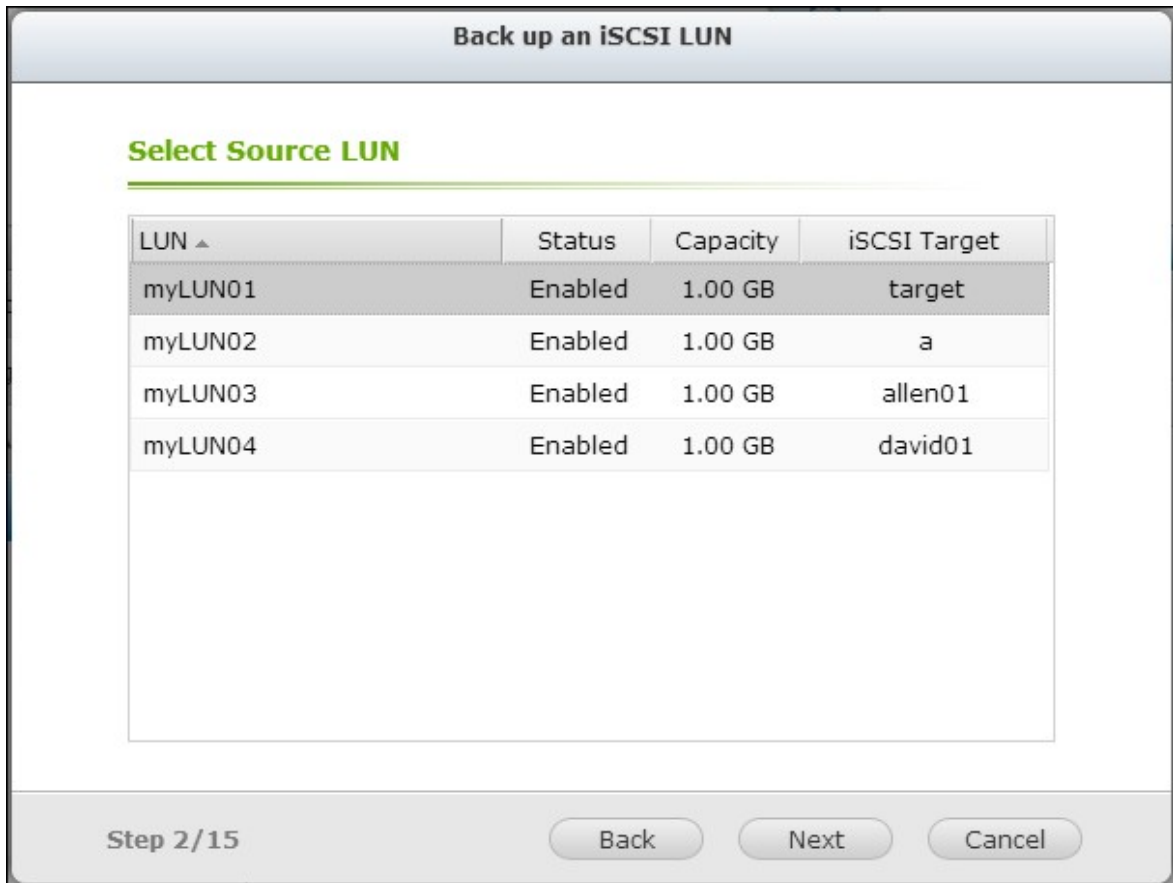 Back up an iSCSI LUN
Select Source LUN
LUN Status Capacity iSCSI Target
myLUN01 Enabled 1.00 GB target
myLUN02 Enabled 1.00 GB a
myLUN03 Enabled 1.00 GB allen01
myLUN04 Enabled 1.00 GB david01
Step 2/15 Back Next Cancel